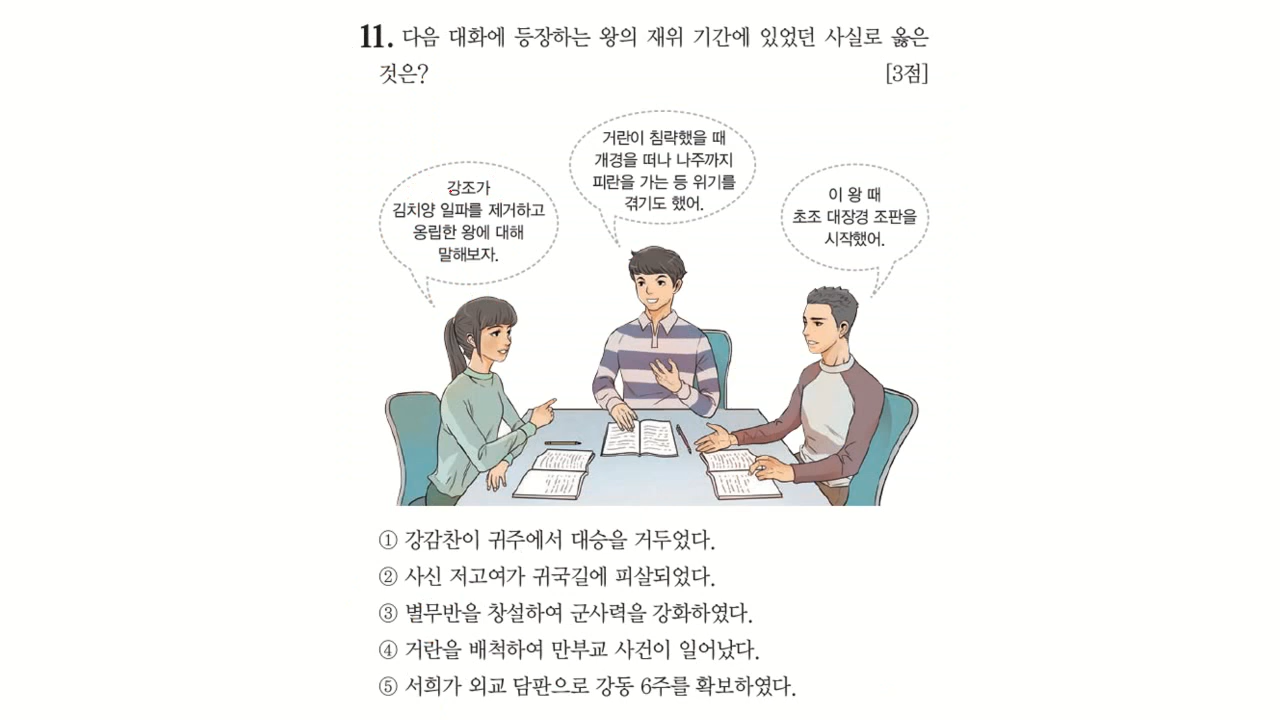 11. 다음 대화에 등장하는 왕의 재위 기간에 있었던 사실로 옳은
것은? [3점]
강조가
김치양 일파를 제거하고
옹립한 왕에 대해
말해보자.
거란이 침략했을 때
개경을 떠나 나주까지
피란을 가는 등 위기를
겪기도 했어.
이 왕 때
초조 대장경 조판을
시작했어.
① 강감찬이 귀주에서 대승을 거두었다.
② 사신 저고여가 귀국길에 피살되었다.
③ 별무반을 창설하여 군사력을 강화하였다.
④ 거란을 배척하여 만부교 사건이 일어났다.
⑤ 서희가 외교 담판으로 강동 6주를 확보하였다.